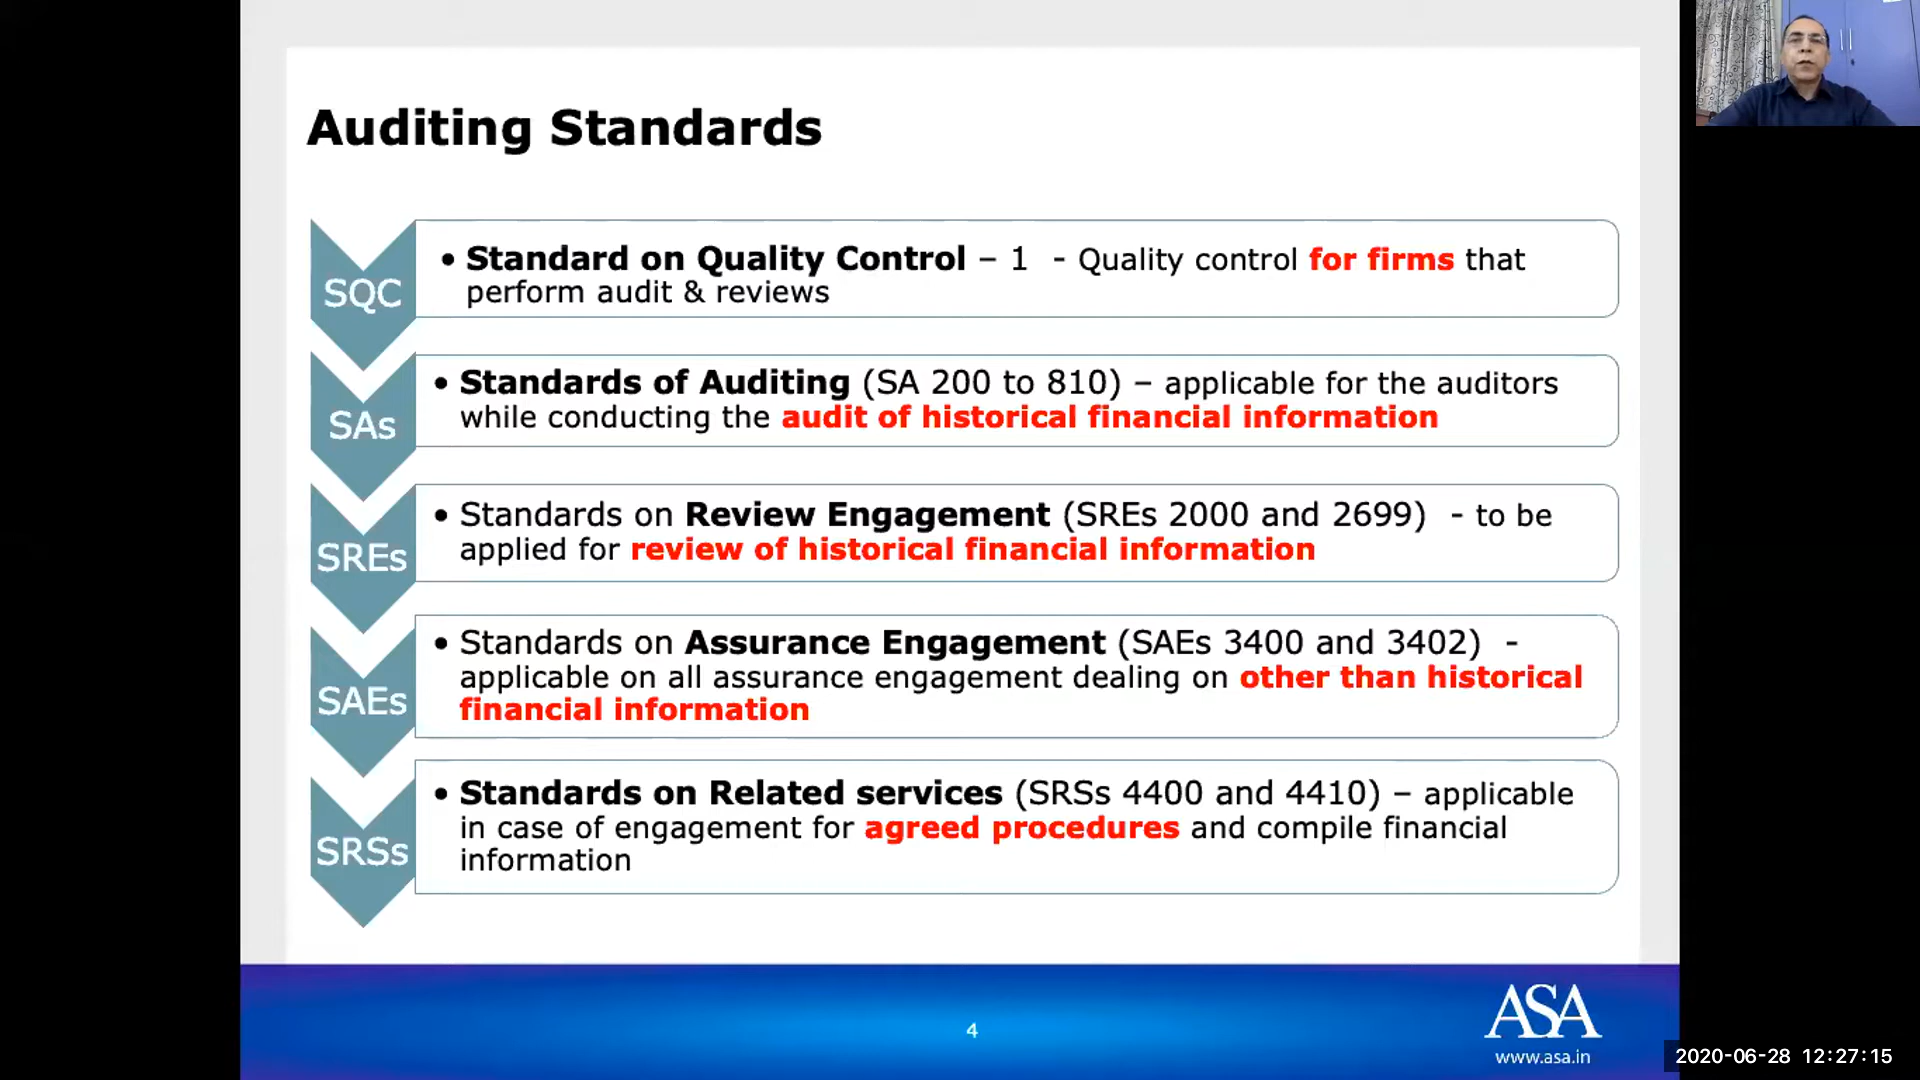 Auditing Standards
SQC
• Standard on Quality Control – 1 - Quality control for firms that
perform audit & reviews
SAs
• Standards of Auditing (SA 200 to 810) – applicable for the auditors
while conducting the audit of historical financial information
SREs
• Standards on Review Engagement (SREs 2000 and 2699) - to be
applied for review of historical financial information
SAEs
• Standards on Assurance Engagement (SAEs 3400 and 3402) -
applicable on all assurance engagement dealing on other than historical
financial information
SRSs
• Standards on Related services (SRSs 4400 and 4410) – applicable
in case of engagement for agreed procedures and compile financial
information
4
ASA
www.asa.in
2020-06-28 12:27:15